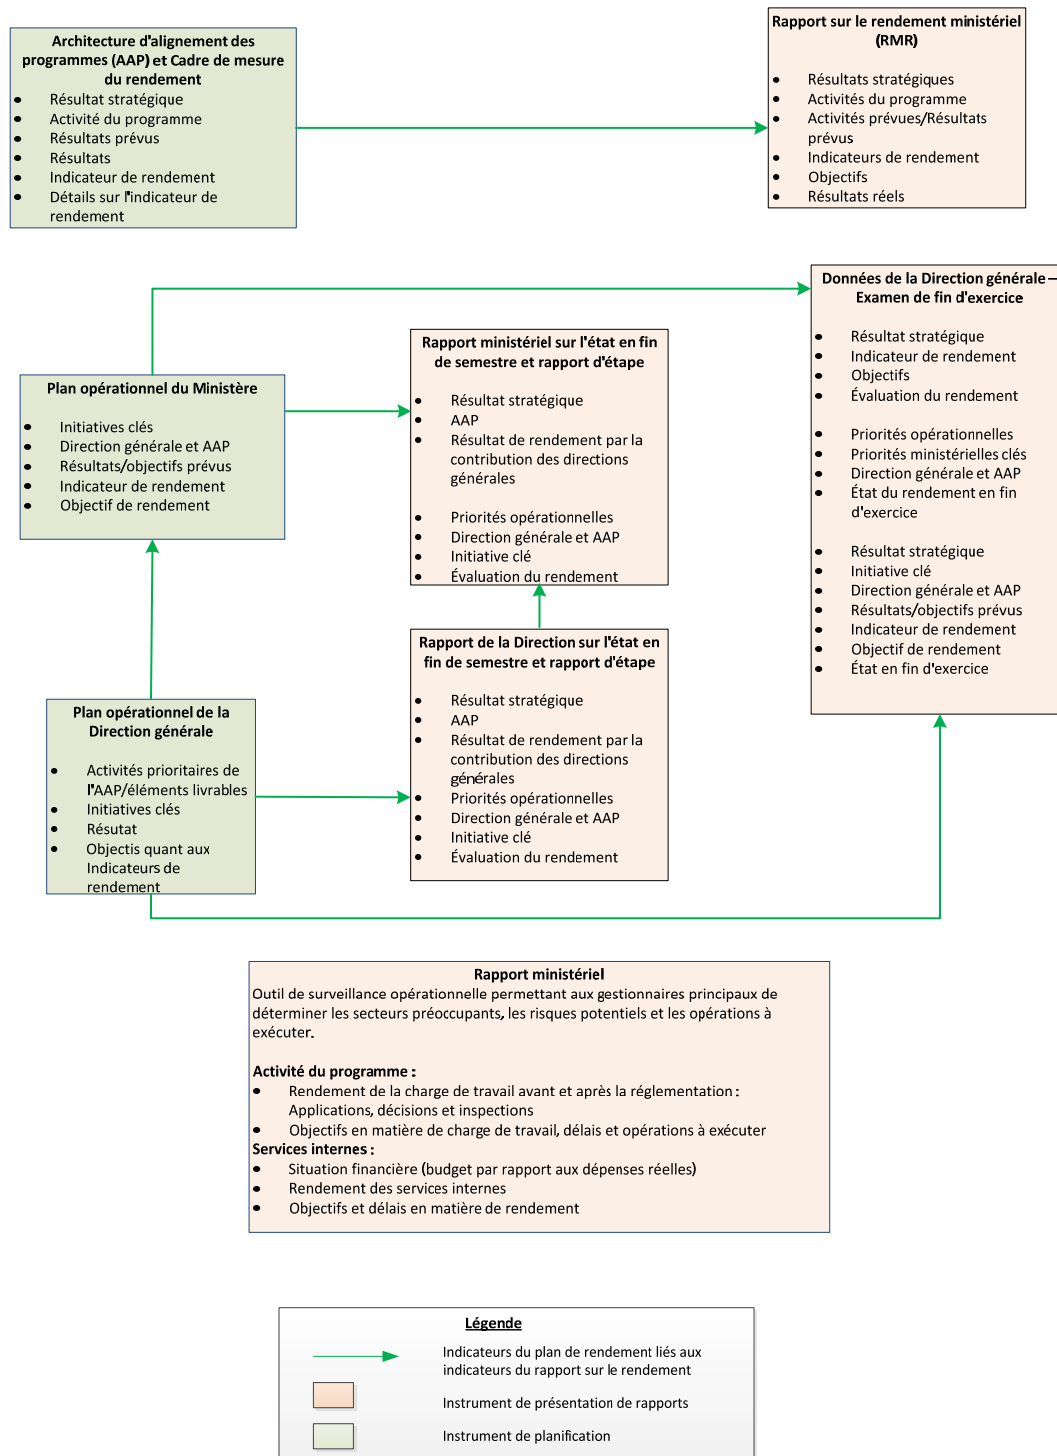 Architecture d'alignement des
programmes (AAP) et Cadre de mesure
du rendement
• Résultat stratégique
• Activité du programme
• Résultats prévus
• Résultats
• Indicateur de rendement
• Détails sur l'indicateur de
rendement
Rapport sur le rendement ministériel
(RMR)
• Résultats stratégiques
• Activités du programme
• Activités prévues/Résultats
prévus
• Indicateurs de rendement
• Objectifs
• Résultats réels
Données de la Direction générale –
Examen de fin d'exercice
• Résultat stratégique
• Indicateur de rendement
• Objectifs
• Évaluation du rendement
• Priorités opérationnelles
• Priorités ministérielles clés
• Direction générale et AAP
• État du rendement en fin
d'exercice
• Résultat stratégique
• Initiative clé
• Direction générale et AAP
• Résultats/objectifs prévus
• Indicateur de rendement
• Objectif de rendement
• État en fin d'exercice
Rapport ministériel sur l'état en fin
de semestre et rapport d'étape
• Résultat stratégique
• AAP
• Résultat de rendement par la
contribution des directions
générales
• Priorités opérationnelles
• Direction générale et AAP
• Initiative clé
• Évaluation du rendement
Plan opérationnel du Ministère
• Initiatives clés
• Direction générale et AAP
• Résultats/objectifs prévus
• Indicateur de rendement
• Objectif de rendement
Rapport de la Direction sur l'état en
fin de semestre et rapport d'étape
• Résultat stratégique
• AAP
• Résultat de rendement par la
contribution des directions
générales
• Priorités opérationnelles
• Direction générale et AAP
• Initiative clé
• Évaluation du rendement
Plan opérationnel de la
Direction générale
• Activités prioritaires de
l'AAP/éléments livrables
• Initiatives clés
• Résutat
• Objectis quant aux
Indicateurs de
rendement
Rapport ministériel
Outil de surveillance opérationnelle permettant aux gestionnaires principaux de
déterminer les secteurs préoccupants, les risques potentiels et les opérations à
exécuter.
Activité du programme :
• Rendement de la charge de travail avant et après la réglementation :
Applications, décisions et inspections
• Objectifs en matière de charge de travail, délais et opérations à exécuter
Services internes :
• Situation financière (budget par rapport aux dépenses réelles)
• Rendement des services internes
• Objectifs et délais en matière de rendement
Légende
Indicateurs du plan de rendement liés aux
indicateurs du rapport sur le rendement
Instrument de présentation de rapports
Instrument de planification